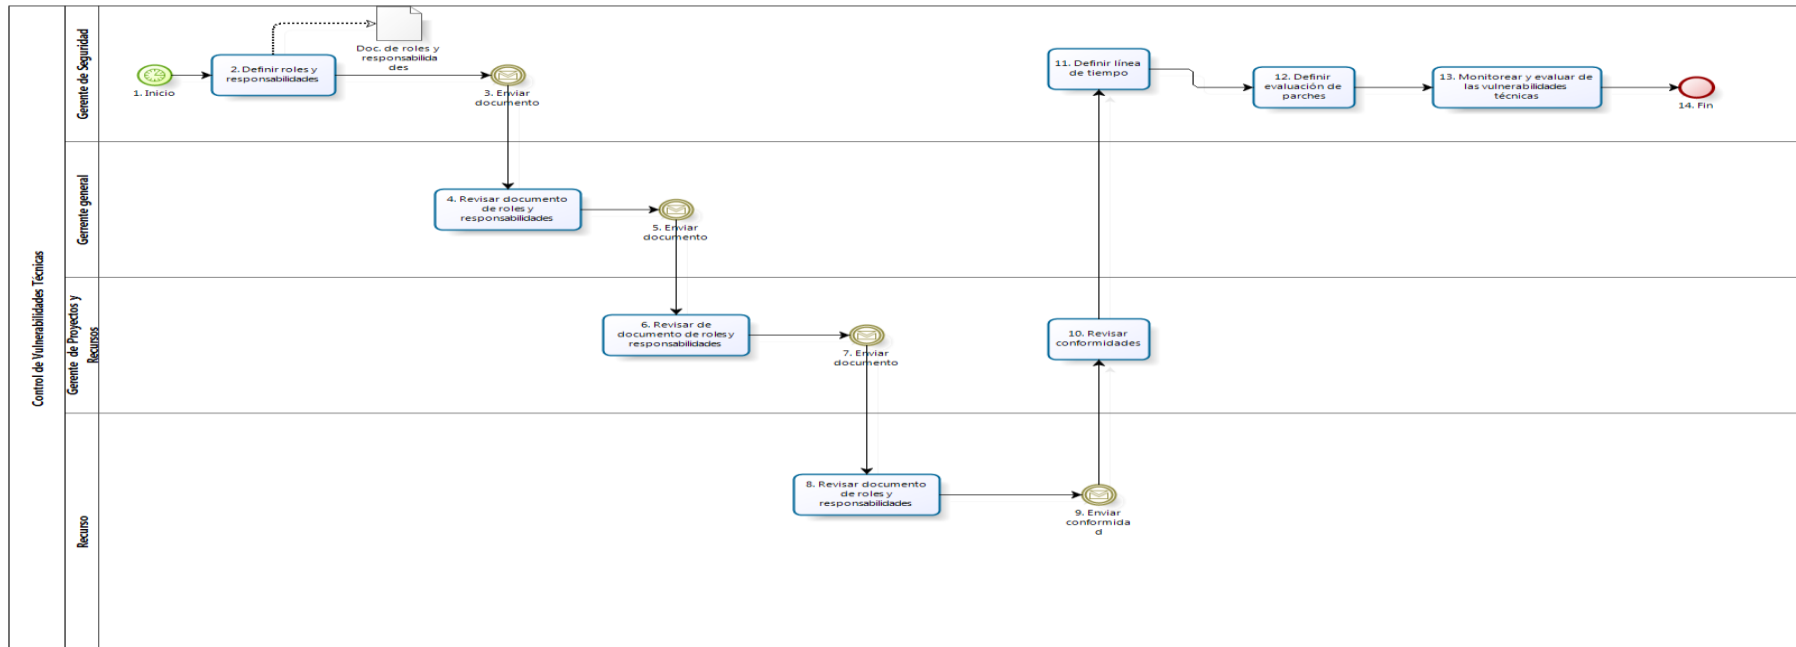 Control de Vulnerabilidades Técnicas
Gerente de Seguridad
1. Inicio
2. Definir roles y
responsabilidades
Doc. de roles y
responsabilida
des
3. Enviar
documento
11. Definir línea
de tiempo
12. Definir
evaluación de
parches
13. Monitorear y evaluar de
las vulnerabilidades
técnicas
14. Fin
Gerrente general
4. Revisar documento
de roles y
responsabilidades
5. Enviar
documento
Gerente de Proyectos y
Recursos
6. Revisar de
documento de roles y
responsabilidades
7. Enviar
documento
10. Revisar
conformidades
Recurso
8. Revisar documento
de roles y
responsabilidades
9. Enviar
conformida
d